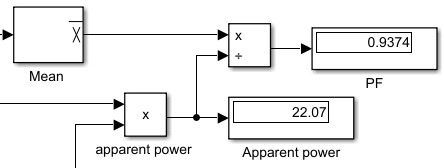 x̄
Mean
x
÷
0.9374
PF
x
apparent power
22.07
Apparent power